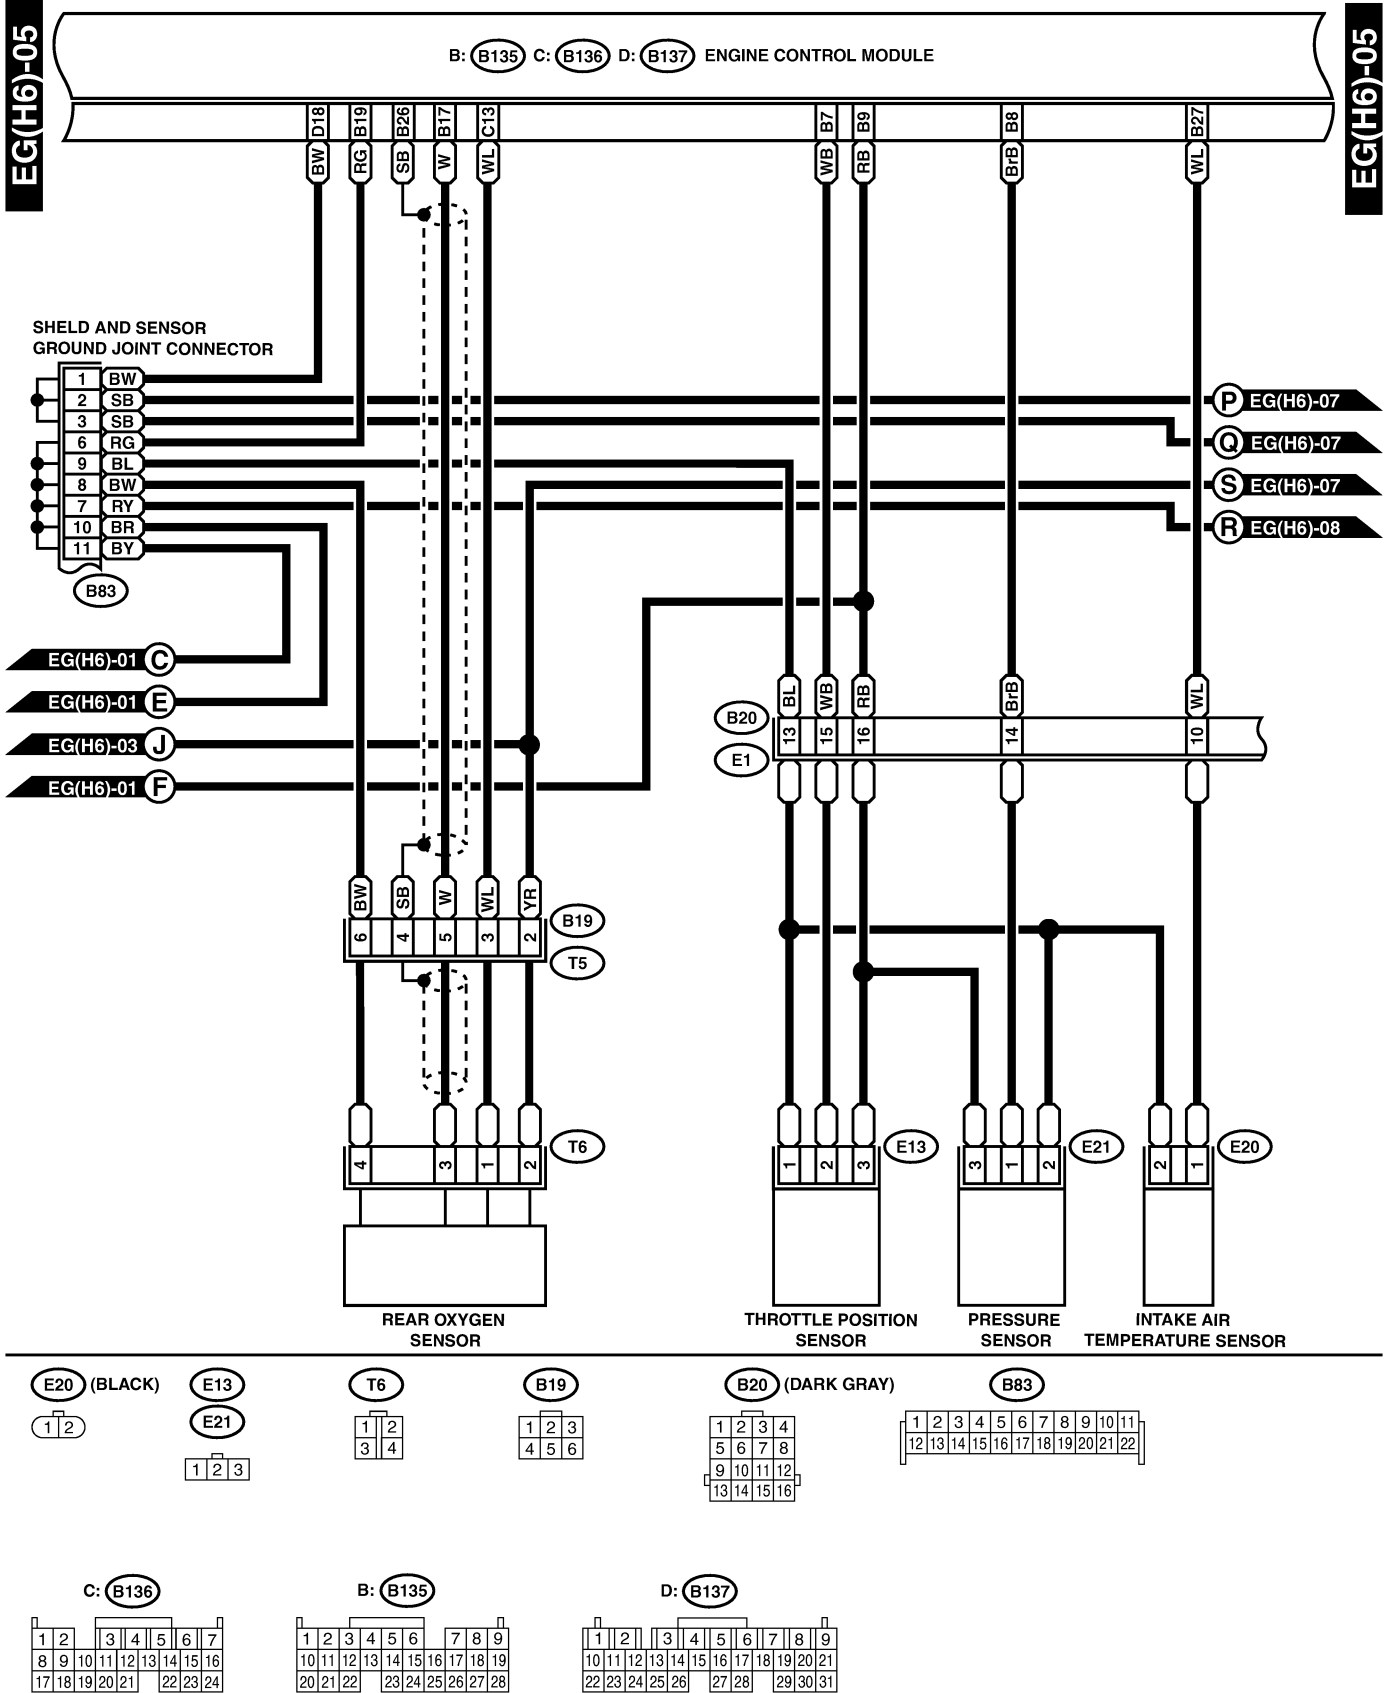 EG(H6)-05
EG(H6)-05
B: B135 C: B136 D: B137 ENGINE CONTROL MODULE
D18 B19 B26 B17 C13 B7 B9 B8 B27
BW RG SB W WL WB RB BrB WL
SHELD AND SENSOR
GROUND JOINT CONNECTOR
1 BW
2 SB
3 SB
6 RG
9 BL
8 BW
7 RY
10 BR
11 BY
B83
P EG(H6)-07
Q EG(H6)-07
S EG(H6)-07
R EG(H6)-08
EG(H6)-01 C
EG(H6)-01 E
EG(H6)-03 J
EG(H6)-01 F
BL WB RB BrB WL
B20 13 15 16 14 10
E1
BW SB W WL YR
6 4 5 3 2 B19
T5
4 3 1 2 T6
1 2 3 E13
3 1 2 E21
2 1 E20
REAR OXYGEN
SENSOR
THROTTLE POSITION
SENSOR
PRESSURE
SENSOR
INTAKE AIR
TEMPERATURE SENSOR
E20 (BLACK)
1 2
E13
E21
1 2 3
T6
1 2
3 4
B19
1 2 3
4 5 6
B20 (DARK GRAY)
1 2 3 4
5 6 7 8
9 10 11 12
13 14 15 16
B83
1 2 3 4 5 6 7 8 9 10 11
12 13 14 15 16 17 18 19 20 21 22
C: B136
1 2 3 4 5 6 7
8 9 10 11 12 13 14 15 16
17 18 19 20 21 22 23 24
B: B135
1 2 3 4 5 6 7 8 9
10 11 12 13 14 15 16 17 18 19
20 21 22 23 24 25 26 27 28
D: B137
1 2 3 4 5 6 7 8 9
10 11 12 13 14 15 16 17 18 19 20 21
22 23 24 25 26 27 28 29 30 31